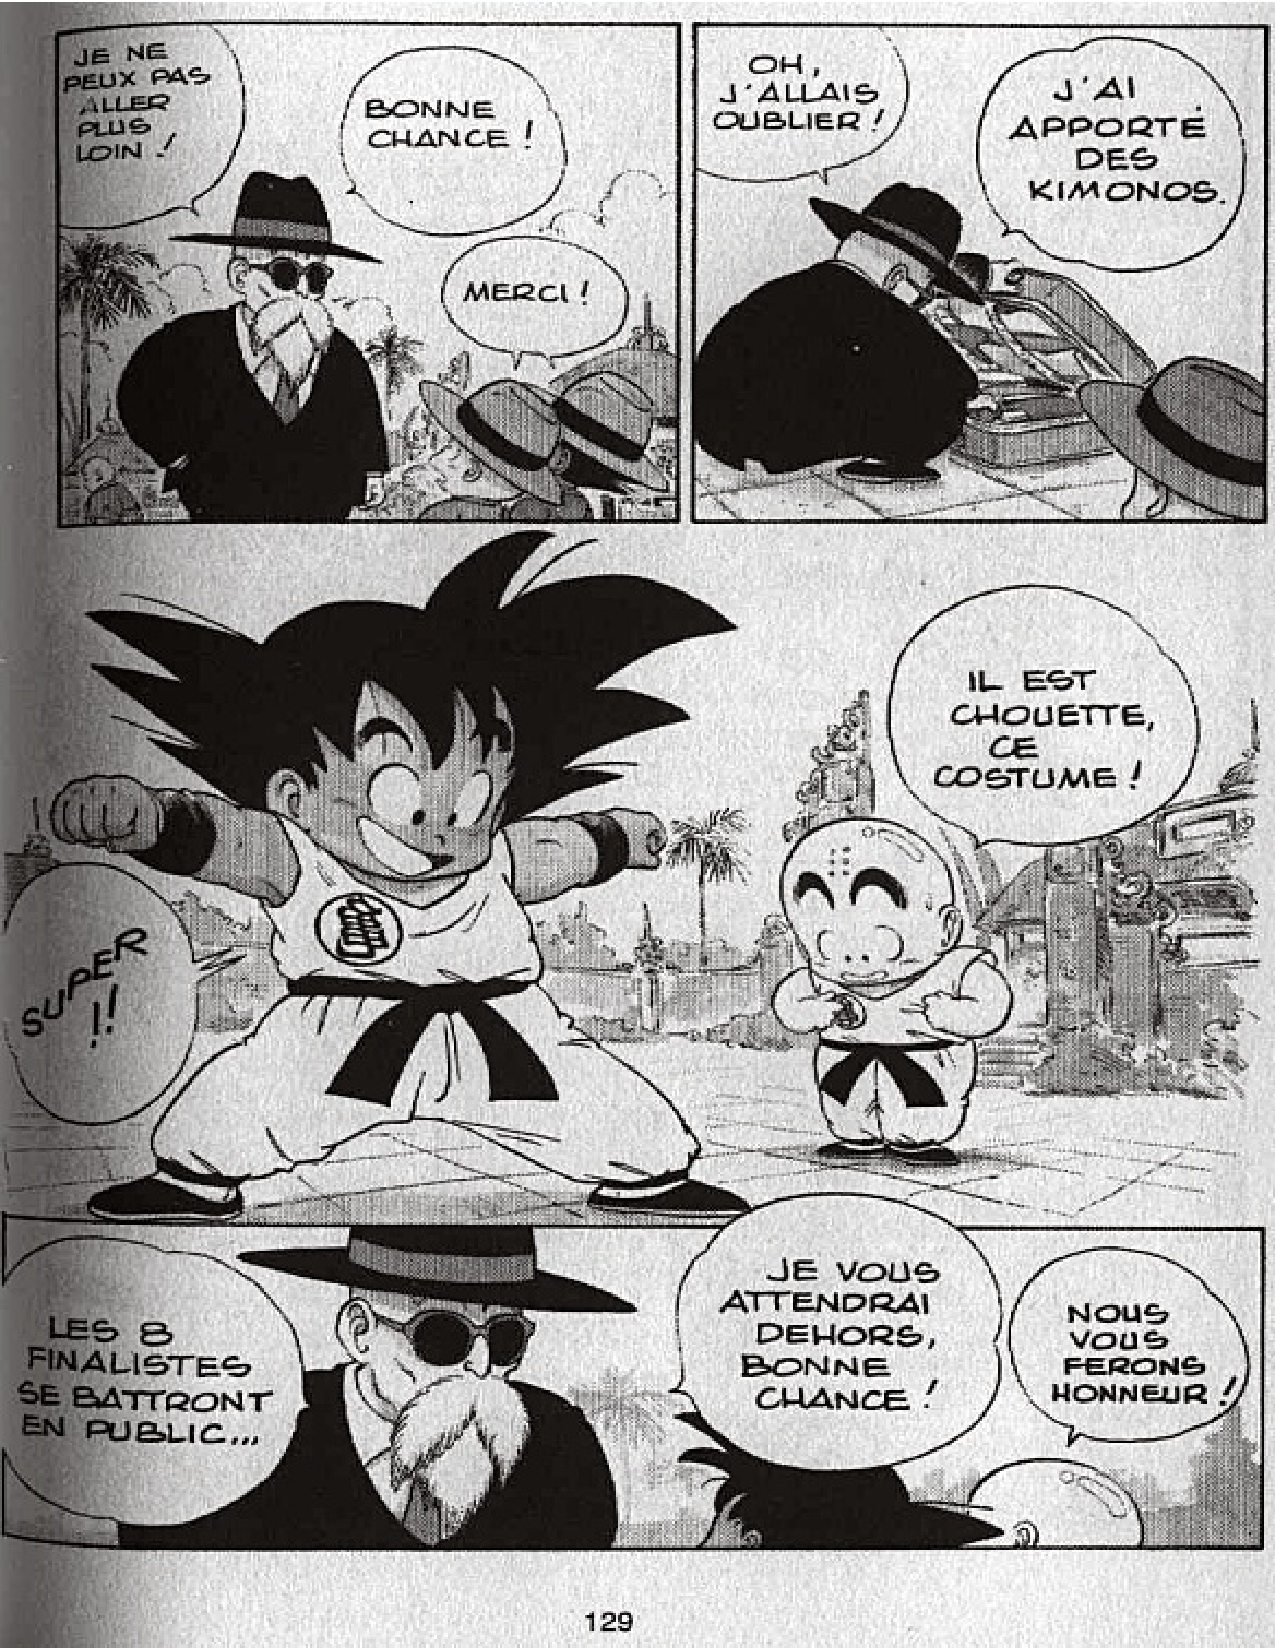 JE NE
PEUX PAS
ALLER
PLUS
LOIN !
BONNE
CHANCE !
MERCI !
OH,
J'ALLAIS
OUBLIER !
J'AI
APPORTÉ
DES
KIMONOS.
IL EST
CHOUETTE,
CE
COSTUME !
SUPER
!!
LES 8
FINALISTES
SE BATTRONT
EN PUBLIC...
JE VOUS
ATTENDRAI
DEHORS,
BONNE
CHANCE !
NOUS
VOUS
FERONS
HONNEUR !
129